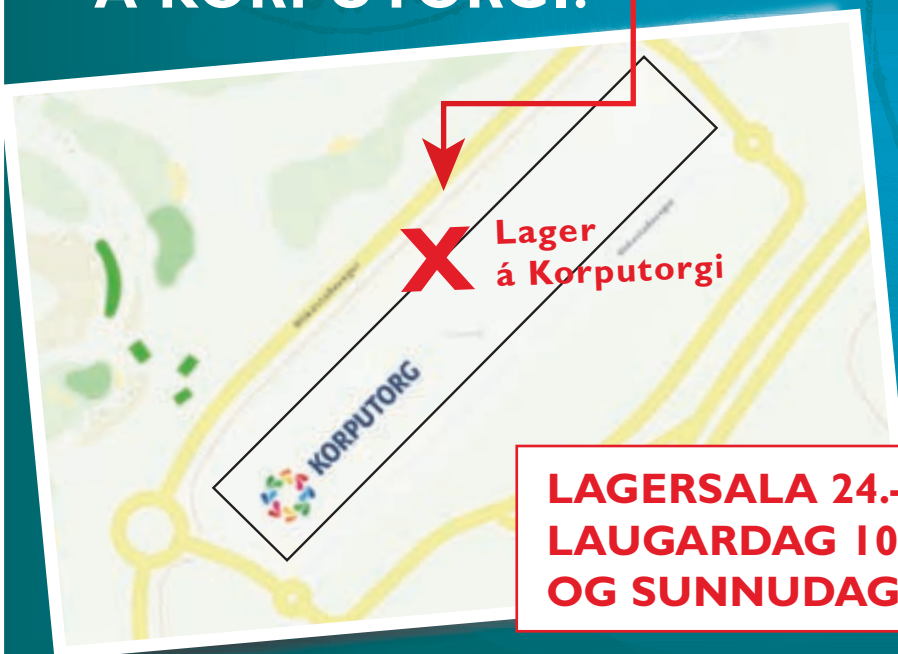 Á KORPUTORGI!
Lager
á Korputorgi
KORPUTORG
LAGERSALA 24.-
LAUGARDAG 10
OG SUNNUDAG